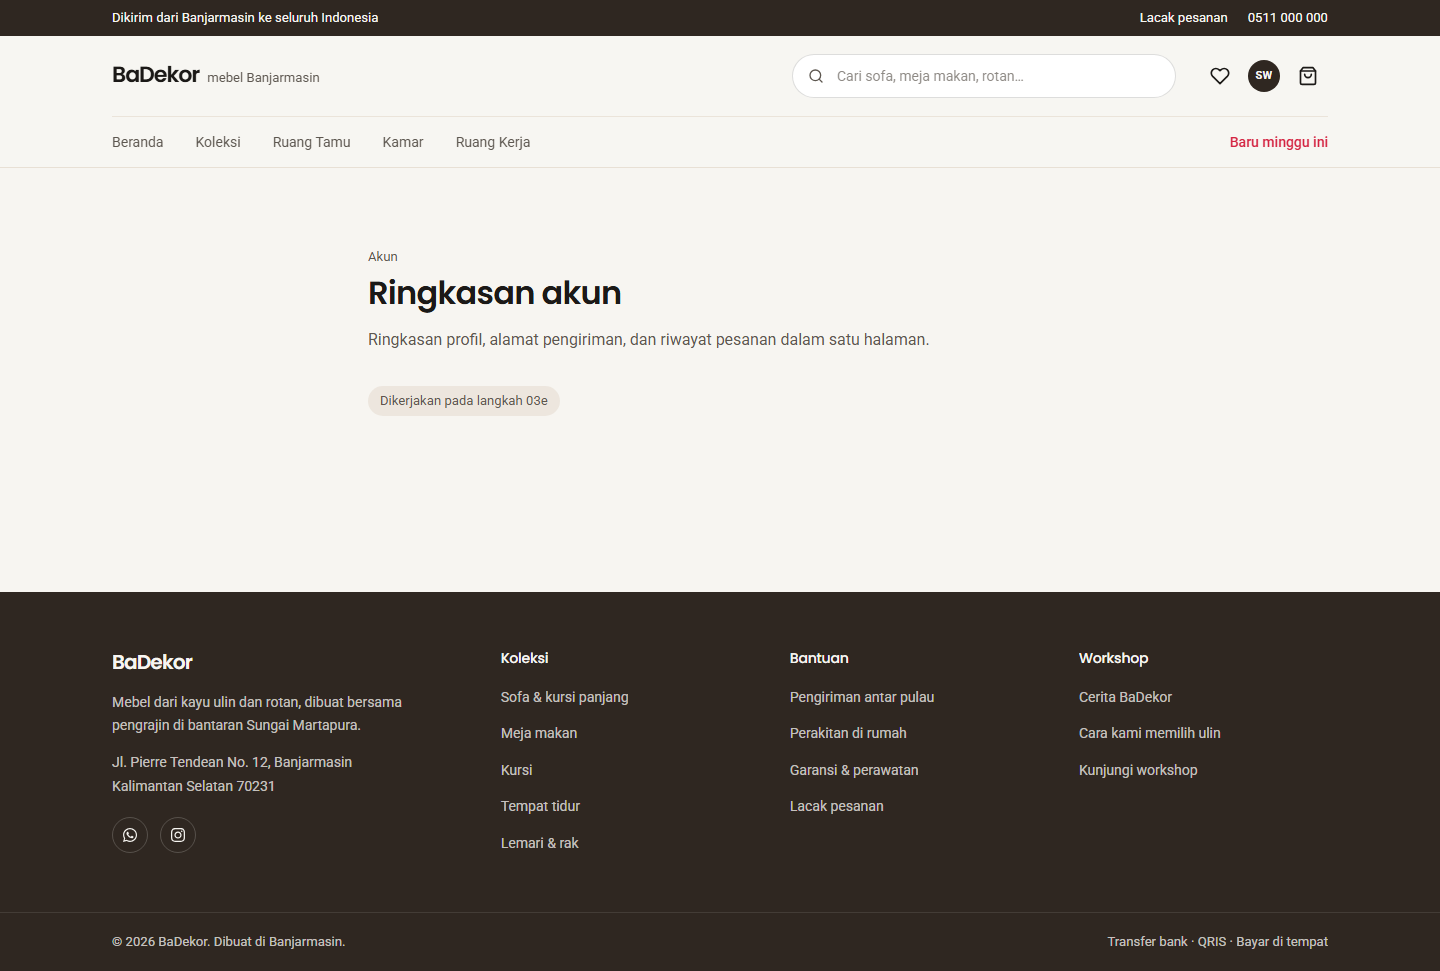 Dikirim dari Banjarmasin ke seluruh Indonesia
Lacak pesanan
0511 000 000
BaDekor mebel Banjarmasin
Cari sofa, meja makan, rotan...
SW
Beranda
Koleksi
Ruang Tamu
Kamar
Ruang Kerja
Baru minggu ini
Akun
Ringkasan akun
Ringkasan profil, alamat pengiriman, dan riwayat pesanan dalam satu halaman.
Dikerjakan pada langkah 03e
BaDekor
Mebel dari kayu ulin dan rotan, dibuat bersama
pengrajin di bantaran Sungai Martapura.
Jl. Pierre Tendean No. 12, Banjarmasin
Kalimantan Selatan 70231
Koleksi
Sofa & kursi panjang
Meja makan
Kursi
Tempat tidur
Lemari & rak
Bantuan
Pengiriman antar pulau
Perakitan di rumah
Garansi & perawatan
Lacak pesanan
Workshop
Cerita BaDekor
Cara kami memilih ulin
Kunjungi workshop
© 2026 BaDekor. Dibuat di Banjarmasin.
Transfer bank · QRIS · Bayar di tempat